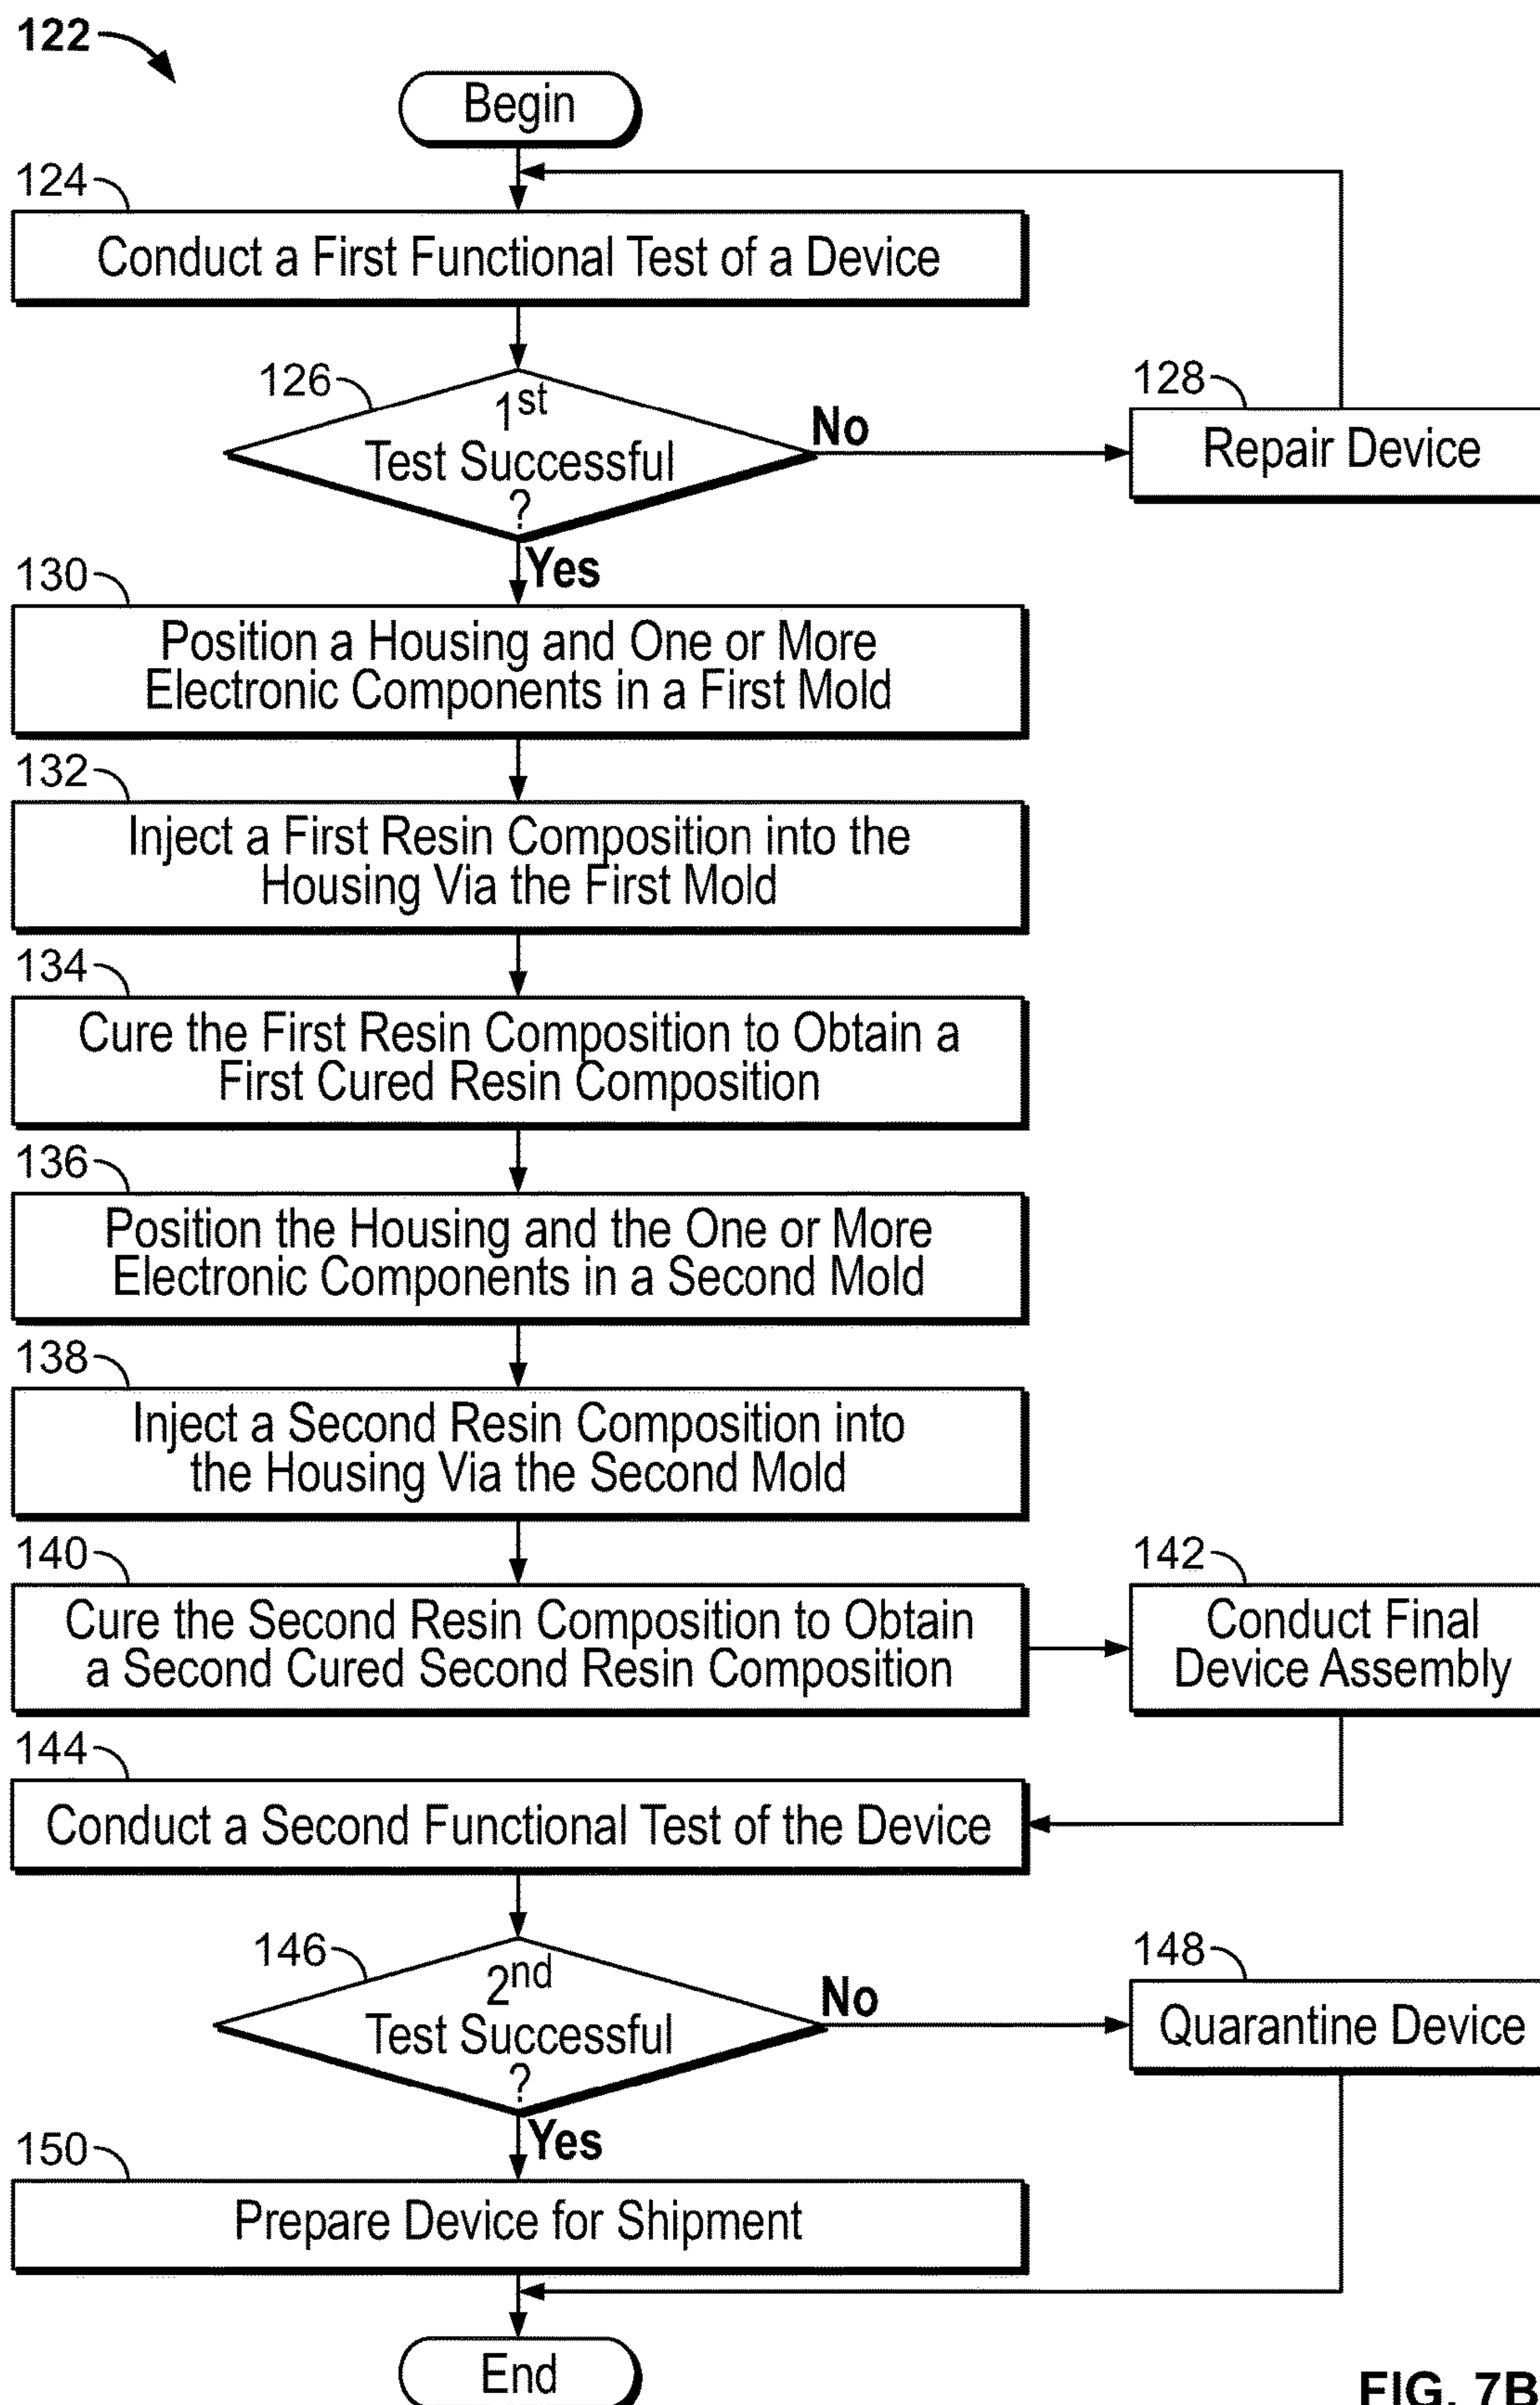 122
Begin
124
Conduct a First Functional Test of a Device
126
1st
Test Successful
?
No
128
Repair Device
Yes
130
Position a Housing and One or More
Electronic Components in a First Mold
132
Inject a First Resin Composition into the
Housing Via the First Mold
134
Cure the First Resin Composition to Obtain a
First Cured Resin Composition
136
Position the Housing and the One or More
Electronic Components in a Second Mold
138
Inject a Second Resin Composition into
the Housing Via the Second Mold
140
Cure the Second Resin Composition to Obtain
a Second Cured Second Resin Composition
142
Conduct Final
Device Assembly
144
Conduct a Second Functional Test of the Device
146
2nd
Test Successful
?
No
148
Quarantine Device
Yes
150
Prepare Device for Shipment
End
FIG. 7B